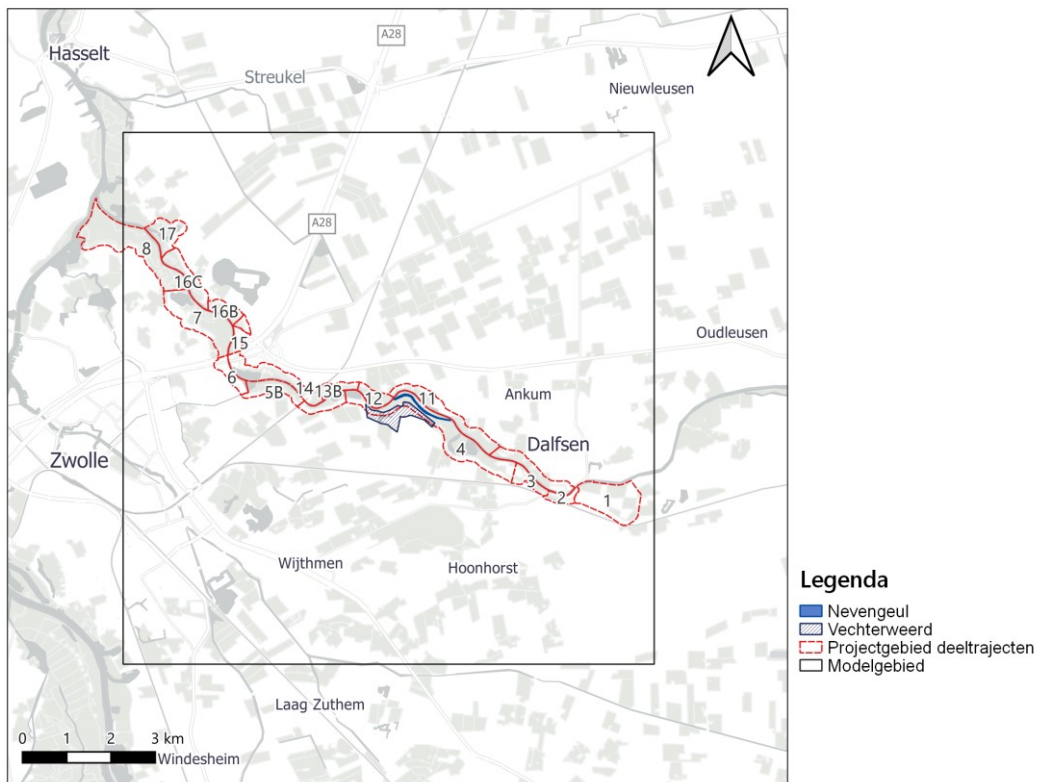 A28
Hasselt
Streukel
Nieuwleusen
A28
17
8
16C
7
16B
15
Oudleusen
6
5B
14
13B
12
11
Ankum
4
Dalfsen
Zwolle
3
2
1
Wijthmen
Hoonhorst
Legenda
Nevengeul
Vechterweerd
Projectgebied deeltrajecten
Modelgebied
Laag Zuthem
0 1 2 3 km
Windesheim